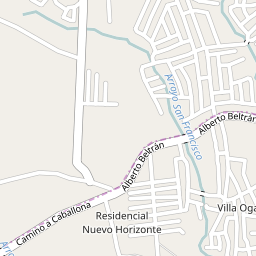 Arroyo San Francisco
Alberto Beltrán
Alberto Beltrán
Camino a Caballona
Residencial
Nuevo Horizonte
Villa Oga